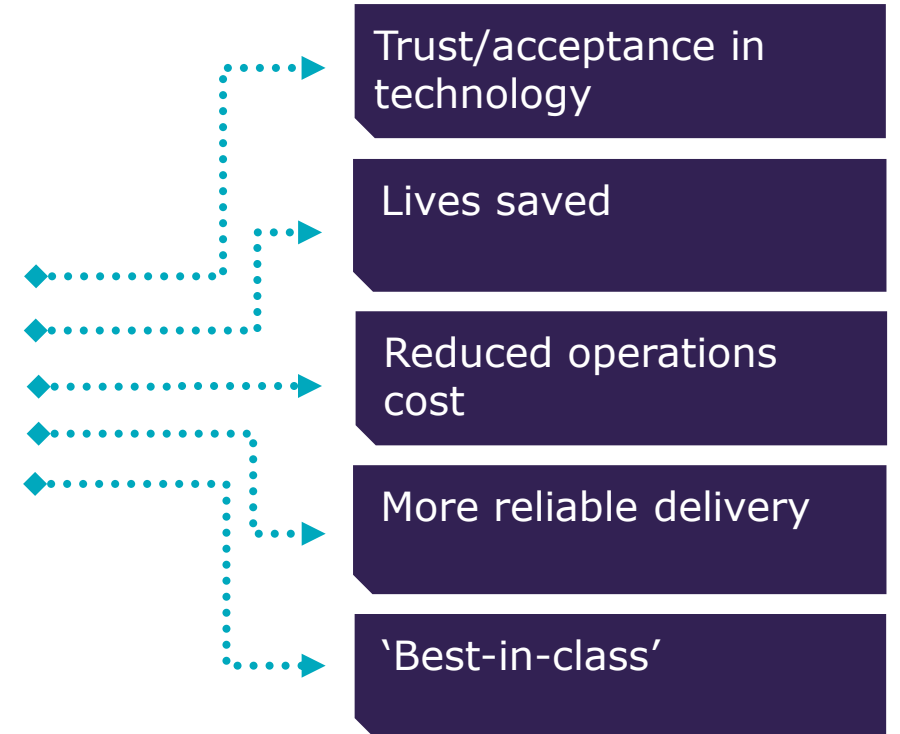 Trust/acceptance in
technology
Lives saved
Reduced operations
cost
More reliable delivery
‘Best-in-class’